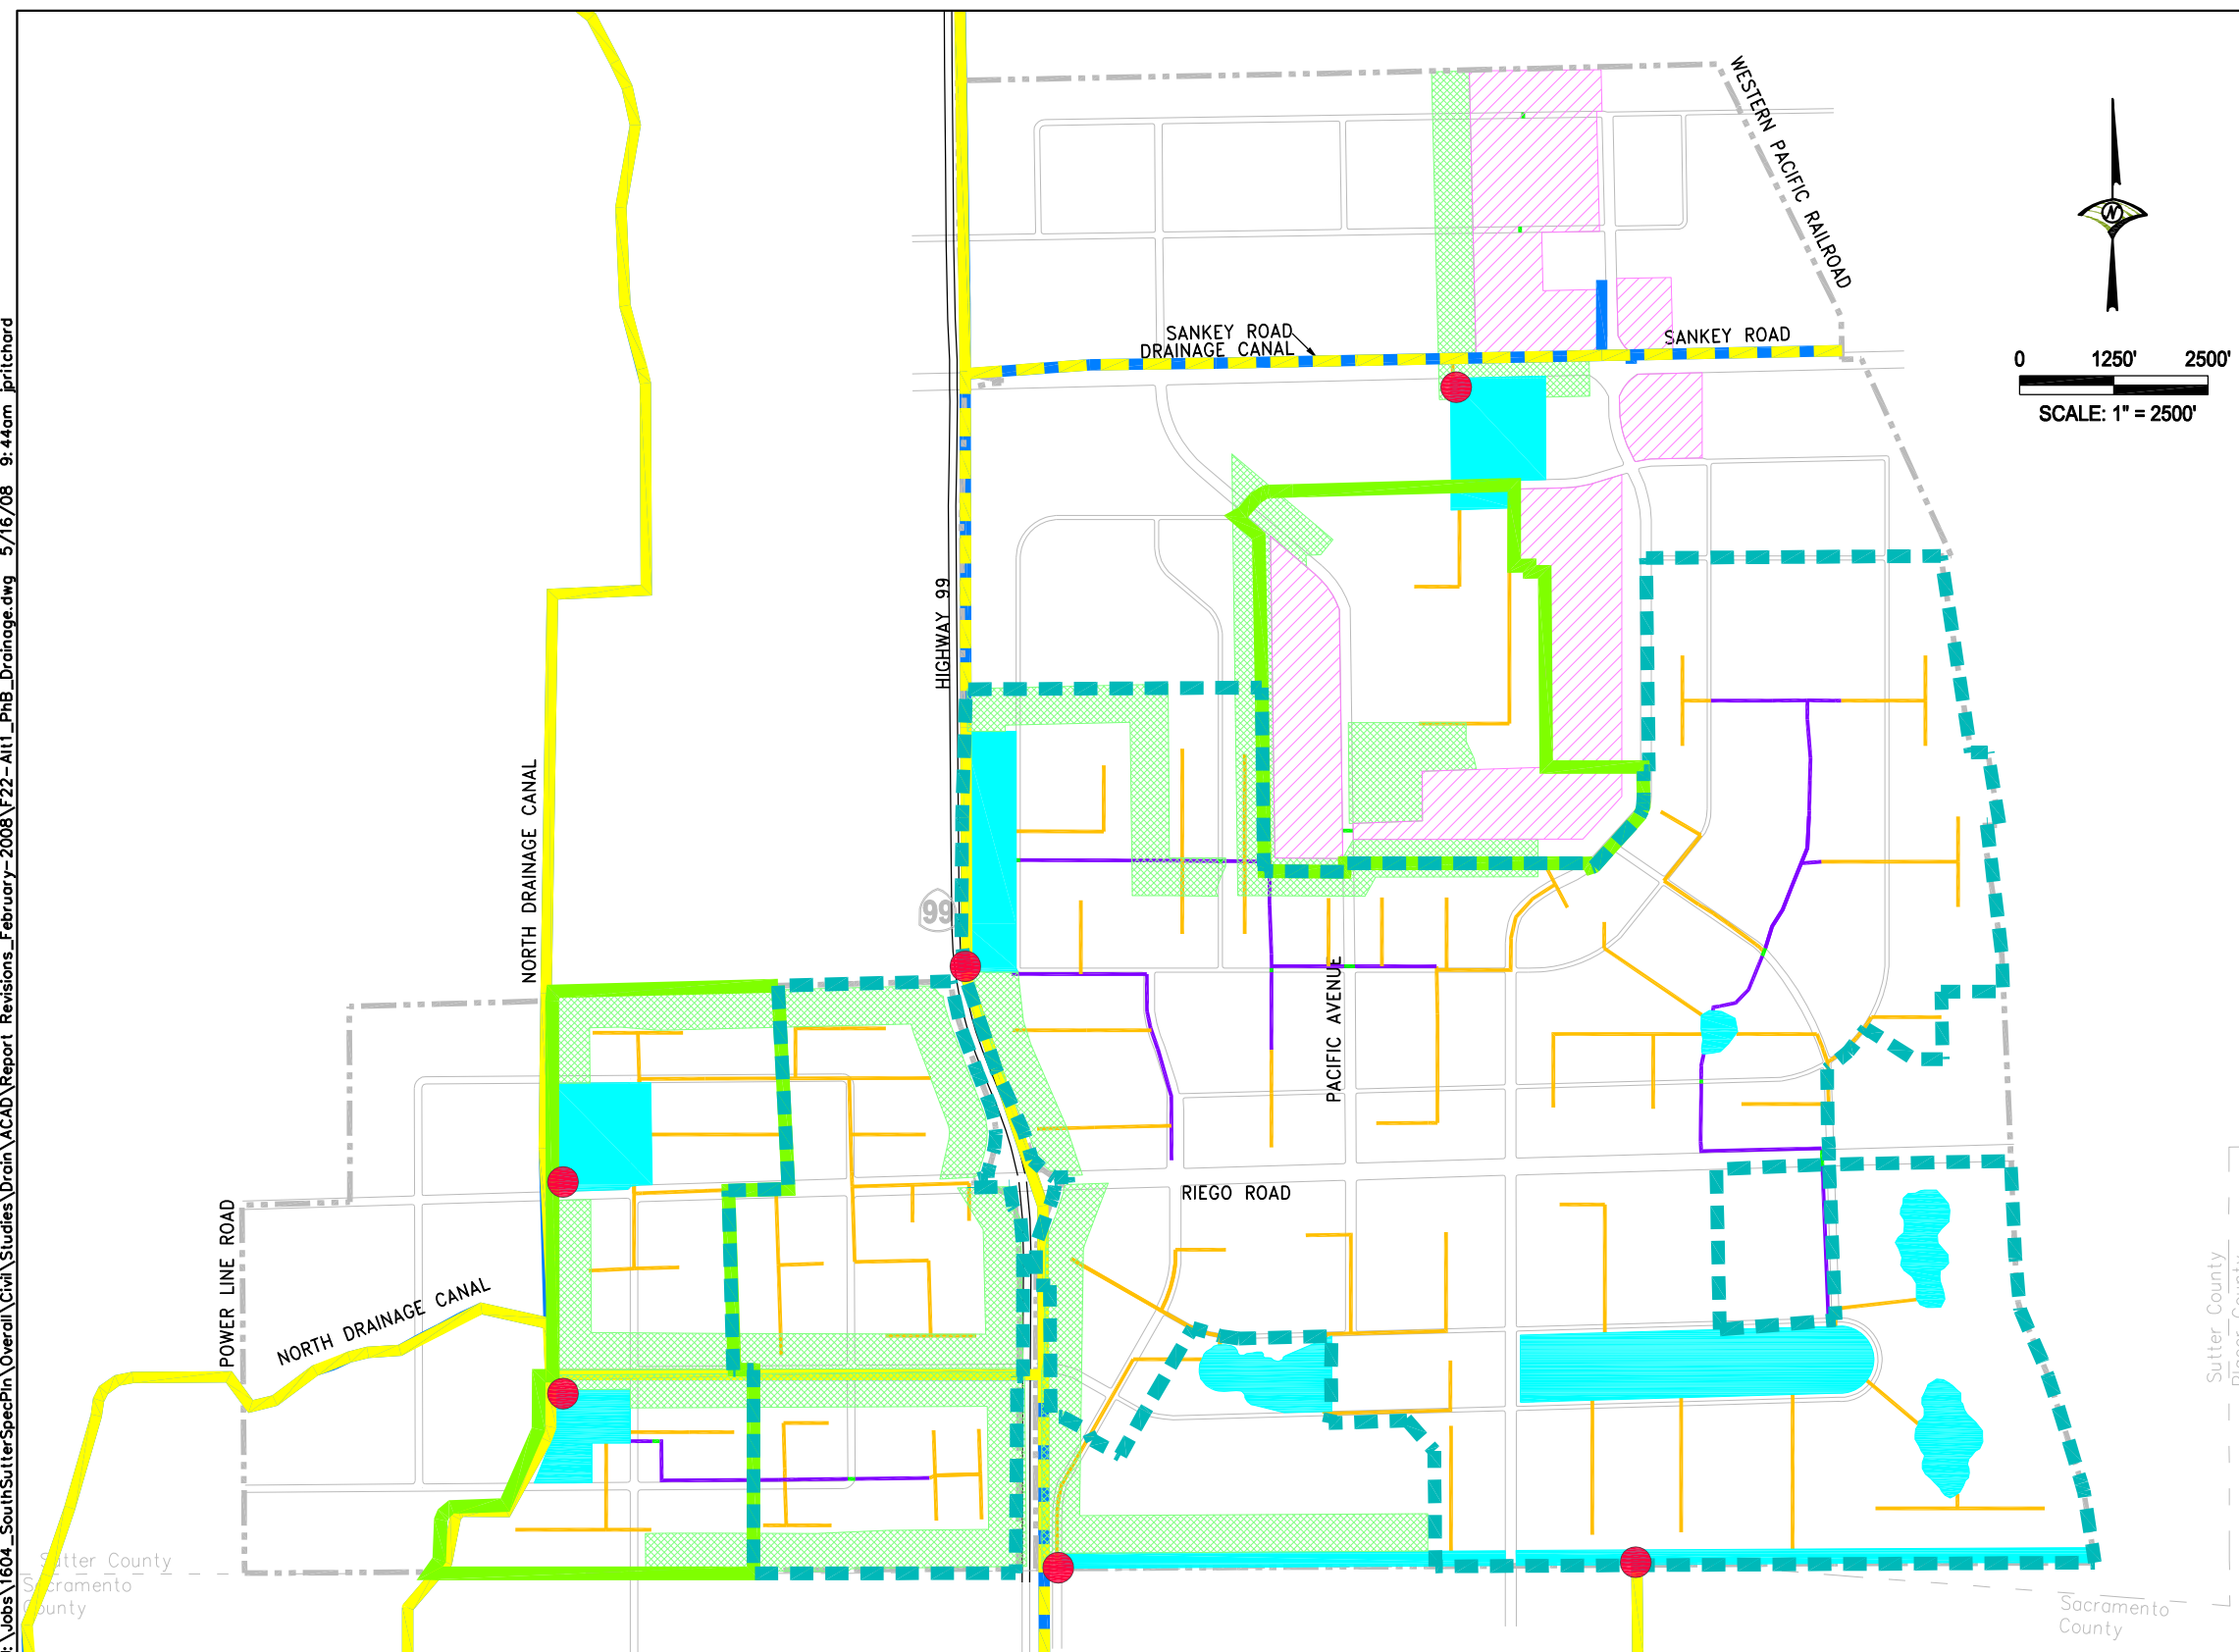 :\Jobs\1604_SouthSutterSpecPln\Overall\Civil\Studies\Drain\ACAD\Report Revisions_February-2008\F22-Alt1_PhB_Drainage.dwg 5/16/08 9:44am jpritchard
WESTERN PACIFIC RAILROAD
N
SANKEY ROAD
DRAINAGE CANAL
SANKEY ROAD
0 1250' 2500'
SCALE: 1" = 2500'
HIGHWAY 99
NORTH DRAINAGE CANAL
99
PACIFIC AVENUE
RIEGO ROAD
POWER LINE ROAD
NORTH DRAINAGE CANAL
Sutter County
Placer County
Sutter County
Sacramento
County
Sacramento
County